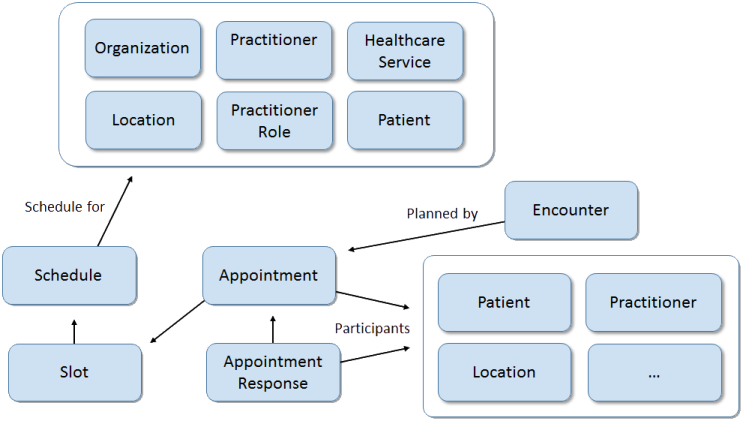 Organization
Practitioner
Healthcare
Service
Location
Practitioner
Role
Patient
Schedule for
Planned by
Encounter
Schedule
Appointment
Patient
Practitioner
Participants
Slot
Appointment
Response
Location
...